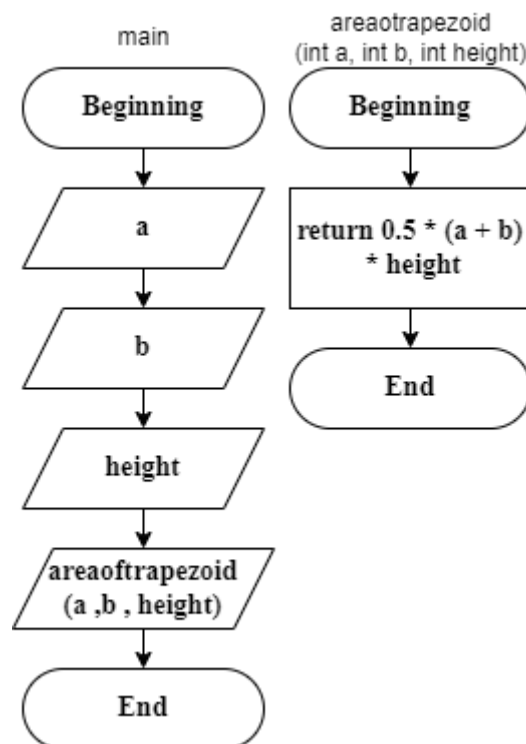 main
Beginning
a
b
height
areaoftrapezoid
(a ,b , height)
End
areaotrapezoid
(int a, int b, int height)
Beginning
return 0.5 * (a + b)
* height
End